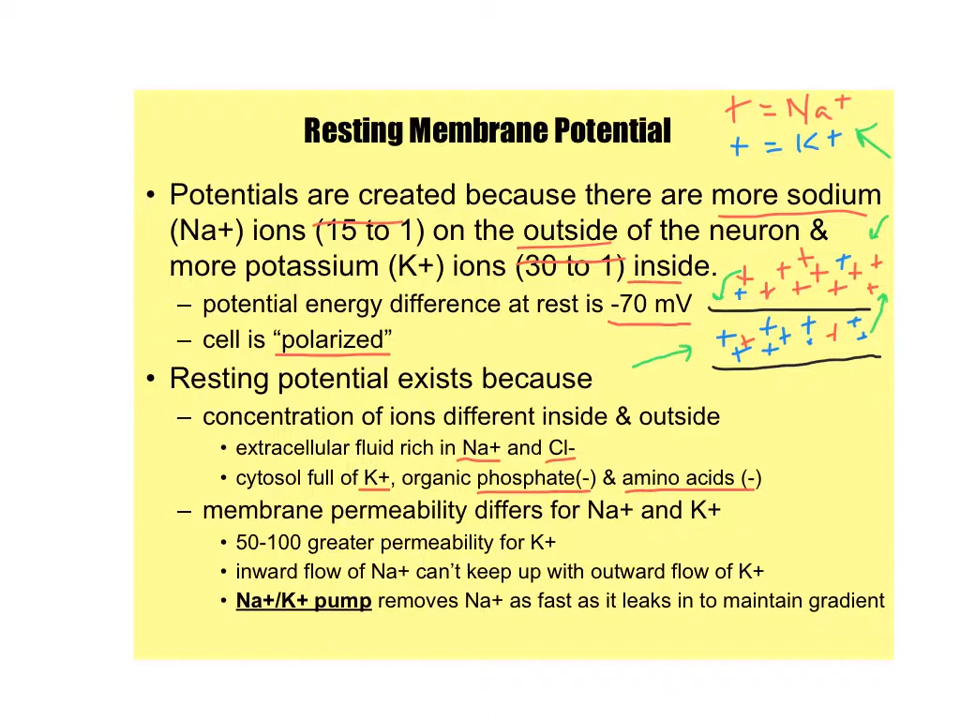 Resting Membrane Potential
+ = Na+
+ = K+
• Potentials are created because there are more sodium
(Na+) ions (15 to 1) on the outside of the neuron &
more potassium (K+) ions (30 to 1) inside.
– potential energy difference at rest is -70 mV
– cell is “polarized”
• Resting potential exists because
– concentration of ions different inside & outside
• extracellular fluid rich in Na+ and Cl-
• cytosol full of K+, organic phosphate(-) & amino acids (-)
– membrane permeability differs for Na+ and K+
• 50-100 greater permeability for K+
• inward flow of Na+ can’t keep up with outward flow of K+
• Na+/K+ pump removes Na+ as fast as it leaks in to maintain gradient